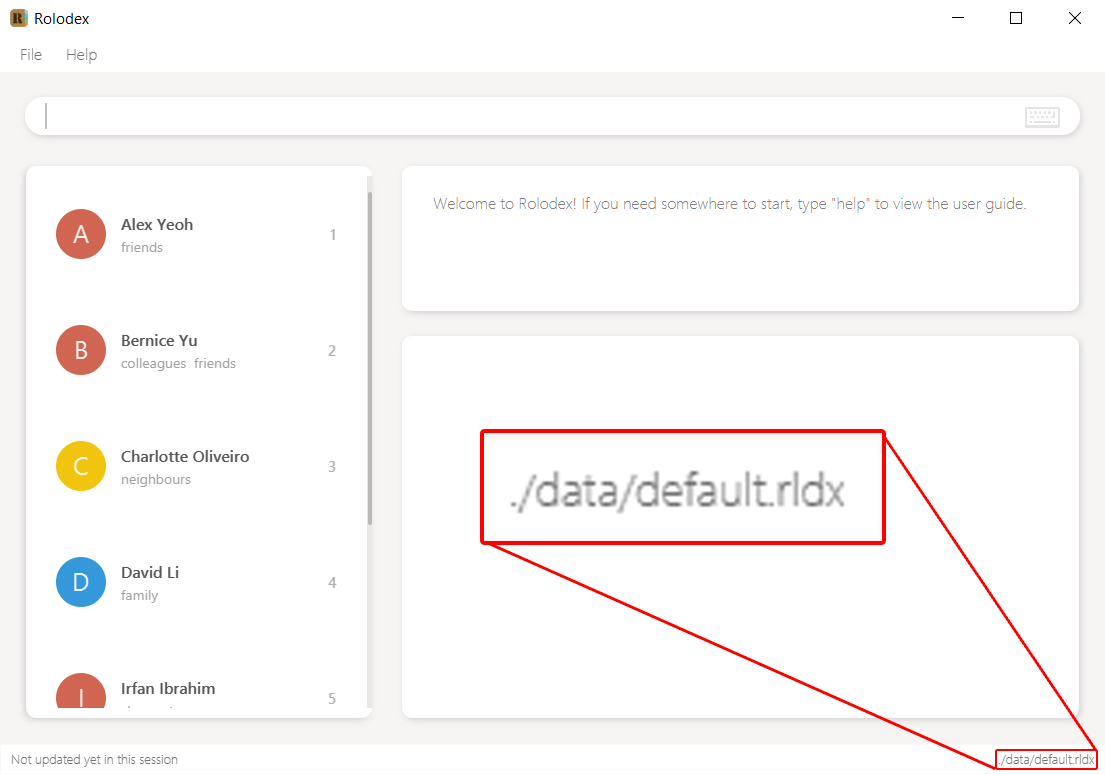 R Rolodex
File Help
Welcome to Rolodex! If you need somewhere to start, type "help" to view the user guide.
A
Alex Yeoh
friends
1
B
Bernice Yu
colleagues friends
2
C
Charlotte Oliveiro
neighbours
3
D
David Li
family
4
I
Irfan Ibrahim
5
./data/default.rldx
Not updated yet in this session
./data/default.rldx